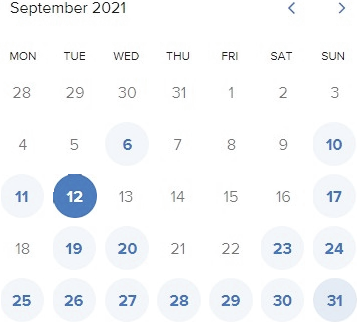 September 2021
MON TUE WED THU FRI SAT SUN
28 29 30 31 1 2 3
4 5 6 7 8 9 10
11 12 13 14 15 16 17
18 19 20 21 22 23 24
25 26 27 28 29 30 31